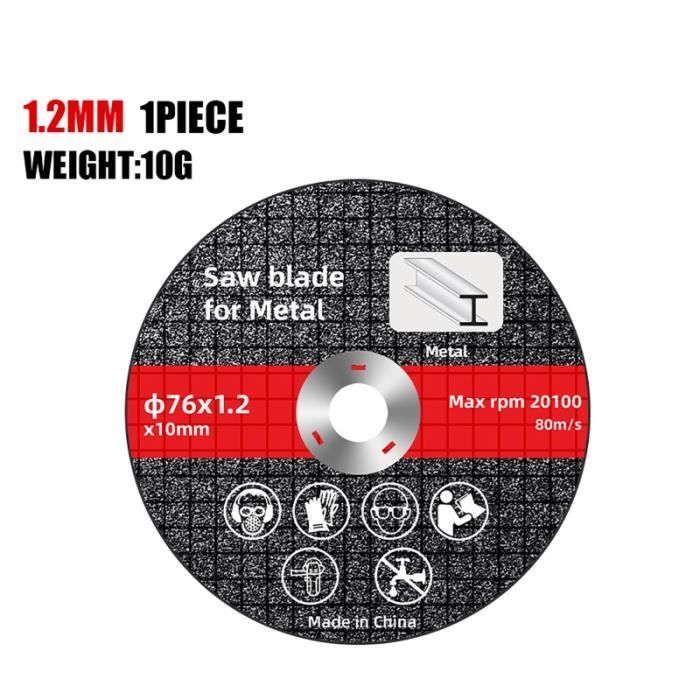 1.2MM 1PIECE
WEIGHT:10G
Saw blade
for Metal
Metal
ф76x1.2
x10mm
Max rpm 20100
80m/s
Made in China